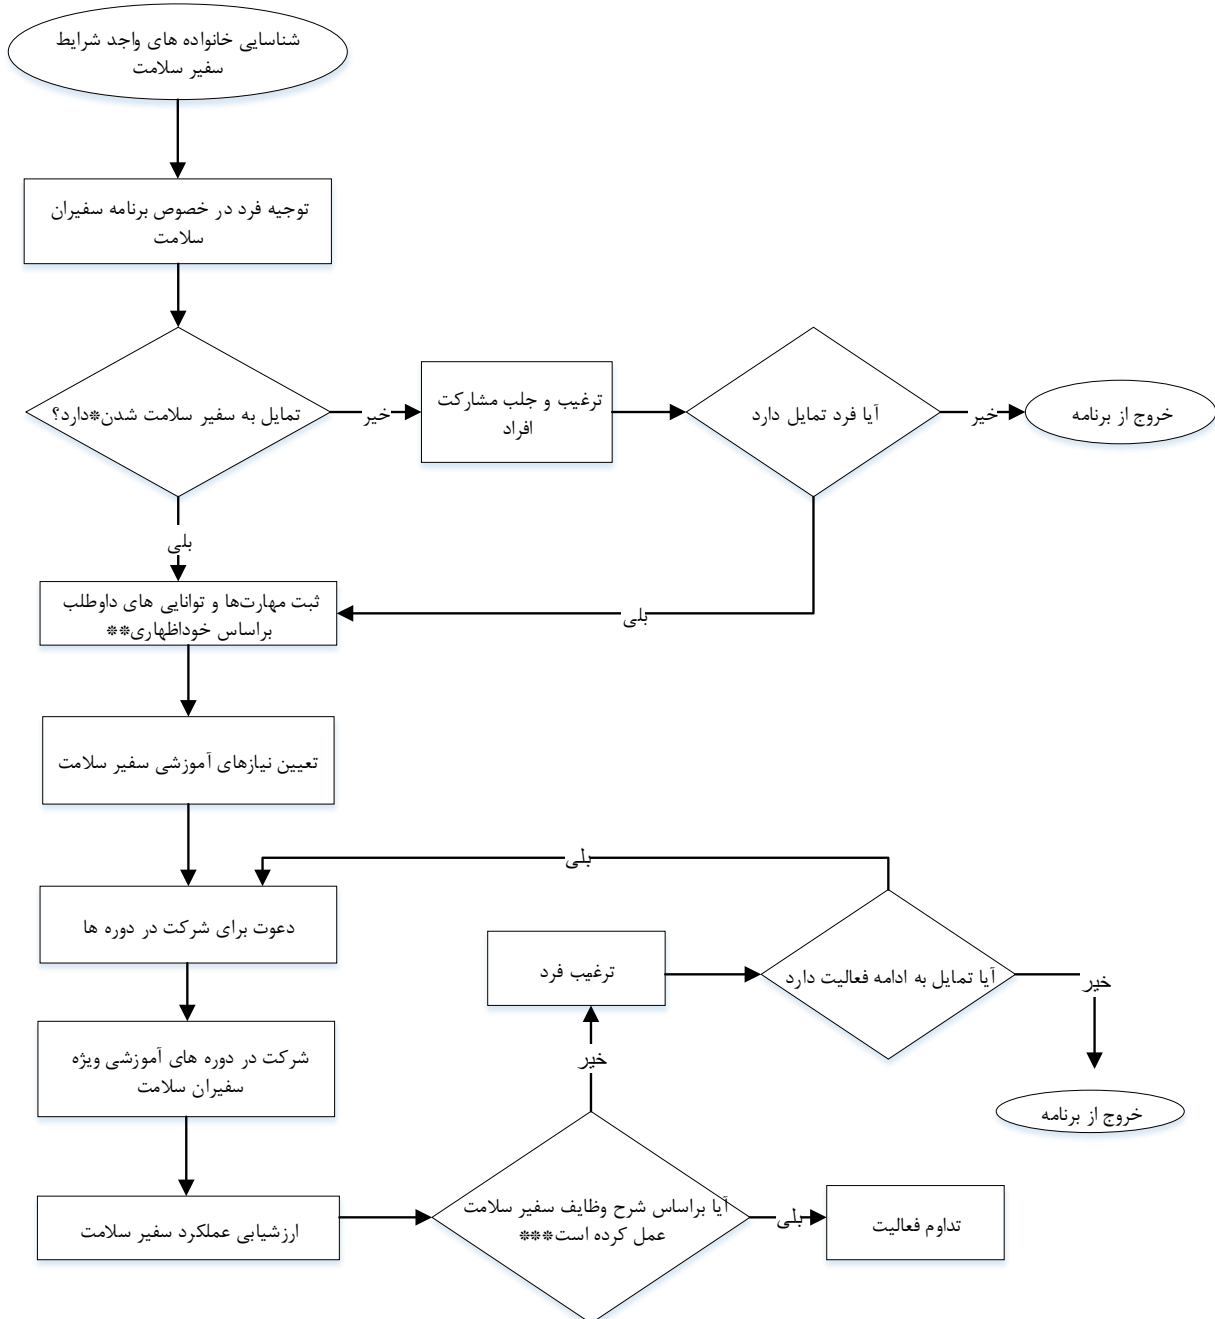 شناسایی خانواده های واجد شرایط
سفیر سلامت
توجیه فرد در خصوص برنامه سفیران
سلامت
تمایل به سفیر سلامت شدن*دارد؟
خیر
ترغیب و جلب مشارکت
افراد
آیا فرد تمایل دارد
خیر
خروج از برنامه
بلی
ثبت مهارت‌ها و توانایی های داوطلب
براساس خوداظهاری**
بلی
تعیین نیازهای آموزشی سفیر سلامت
بلی
دعوت برای شرکت در دوره ها
ترغیب فرد
آیا تمایل به ادامه فعالیت دارد
خیر
شرکت در دوره های آموزشی ویژه
سفیران سلامت
خیر
خروج از برنامه
ارزشیابی عملکرد سفیر سلامت
آیا براساس شرح وظایف سفیر سلامت
عمل کرده است***
بلی
تداوم فعالیت